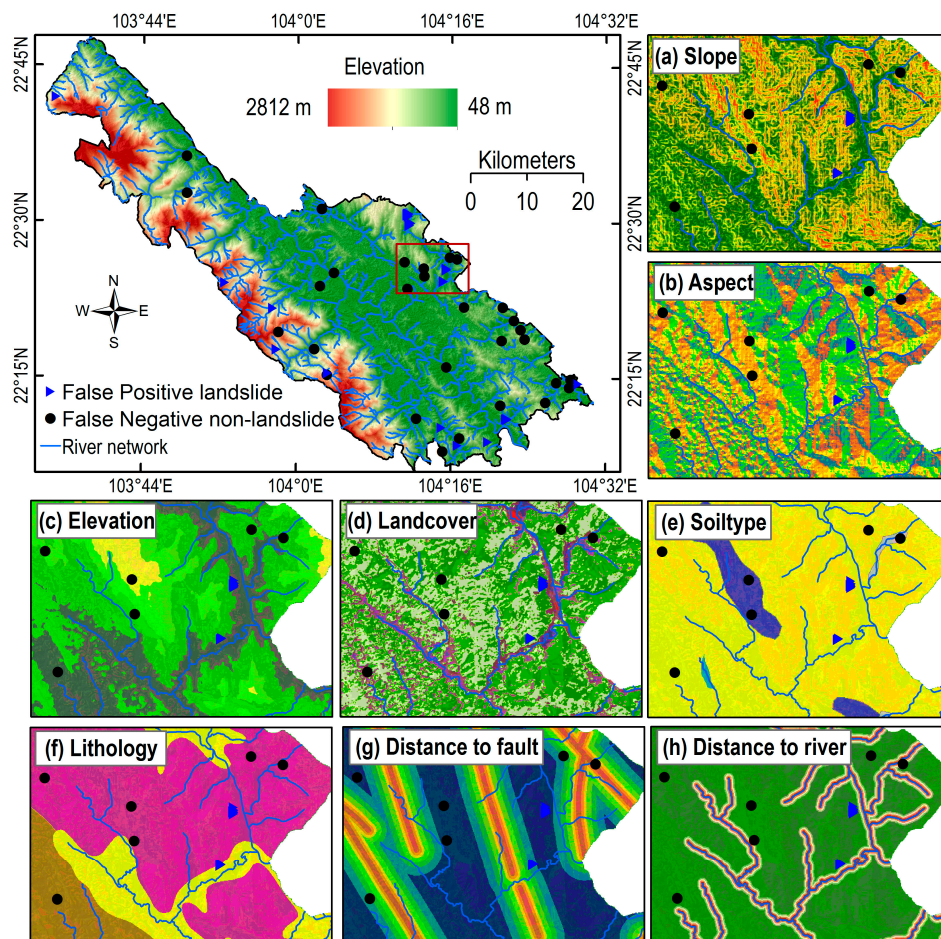 103°44'E 104°0'E 104°16'E 104°32'E
22°45'N
22°30'N
22°15'N
Elevation
2812 m 48 m
Kilometers
0 10 20
N
W E
S
False Positive landslide
False Negative non-landslide
River network
103°44'E 104°0'E 104°16'E 104°32'E
22°45'N
22°30'N
22°15'N
(a) Slope
(b) Aspect
(c) Elevation
(d) Landcover
(e) Soiltype
(f) Lithology
(g) Distance to fault
(h) Distance to river